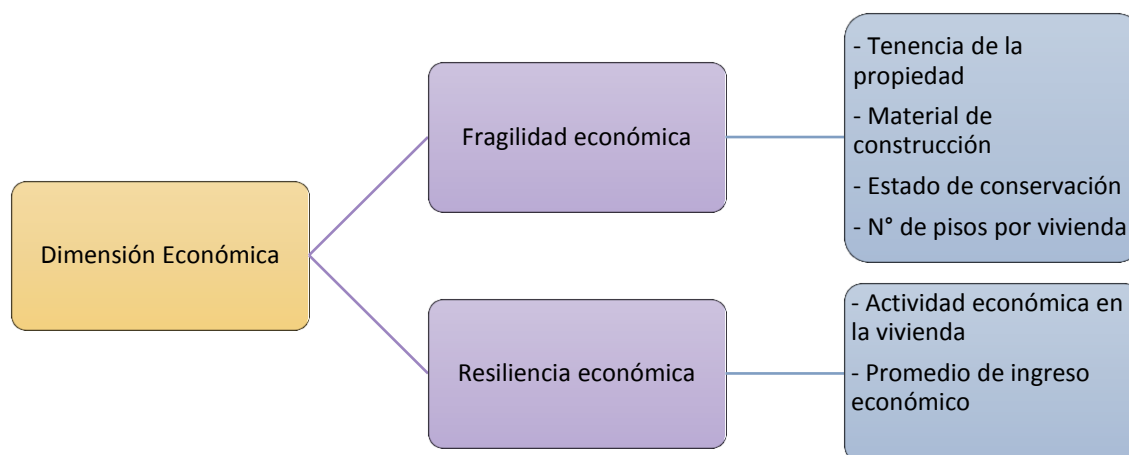 Dimensión Económica
Fragilidad económica
- Tenencia de la
propiedad
- Material de
construcción
- Estado de conservación
- N° de pisos por vivienda
Resiliencia económica
- Actividad económica en
la vivienda
- Promedio de ingreso
económico